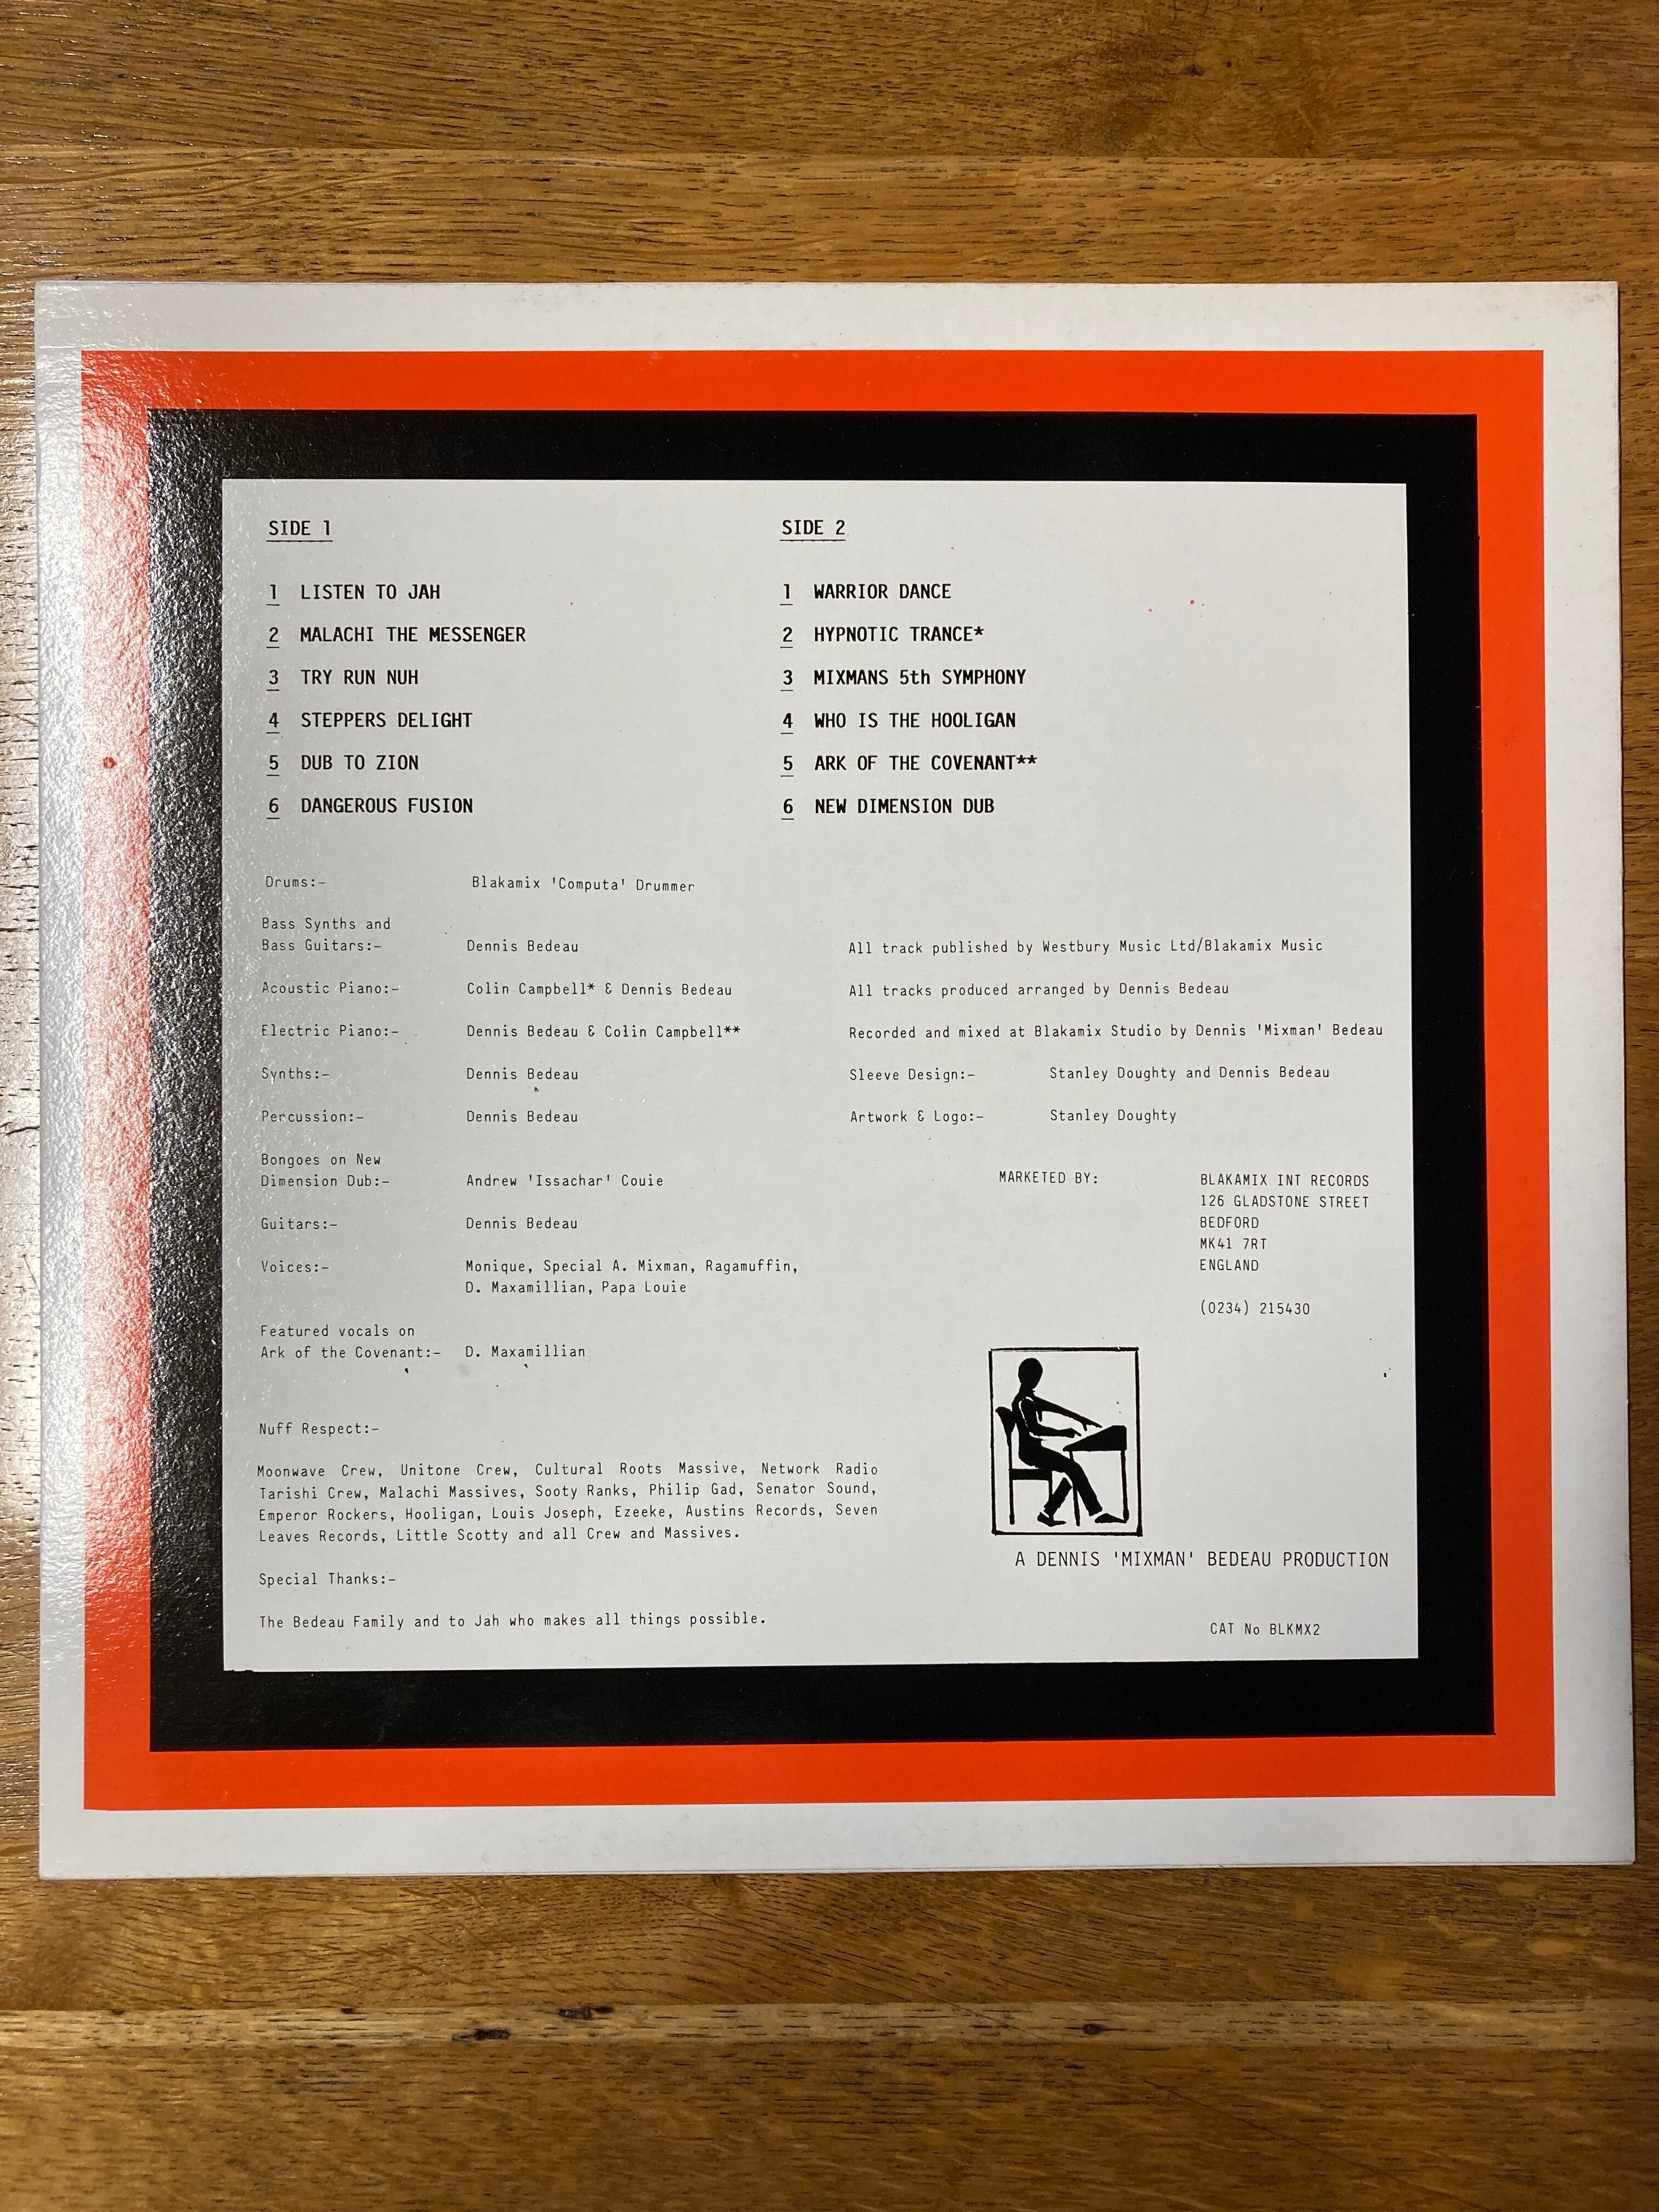 SIDE 1
1 LISTEN TO JAH
2 MALACHI THE MESSENGER
3 TRY RUN NUH
4 STEPPERS DELIGHT
5 DUB TO ZION
6 DANGEROUS FUSION
SIDE 2
1 WARRIOR DANCE
2 HYPNOTIC TRANCE*
3 MIXMANS 5th SYMPHONY
4 WHO IS THE HOOLIGAN
5 ARK OF THE COVENANT**
6 NEW DIMENSION DUB
Drums:- Blakamix 'Computa' Drummer
Bass Synths and
Bass Guitars:- Dennis Bedeau
Acoustic Piano:- Colin Campbell* & Dennis Bedeau
Electric Piano:- Dennis Bedeau & Colin Campbell**
Synths:- Dennis Bedeau
Percussion:- Dennis Bedeau
Bongoes on New
Dimension Dub:- Andrew 'Issachar' Couie
Guitars:- Dennis Bedeau
Voices:- Monique, Special A. Mixman, Ragamuffin,
D. Maxamillian, Papa Louie
Featured vocals on
Ark of the Covenant:- D. Maxamillian
Nuff Respect:-
Moonwave Crew, Unitone Crew, Cultural Roots Massive, Network Radio
Tarishi Crew, Malachi Massives, Sooty Ranks, Philip Gad, Senator Sound,
Emperor Rockers, Hooligan, Louis Joseph, Ezeeke, Austins Records, Seven
Leaves Records, Little Scotty and all Crew and Massives.
Special Thanks:-
The Bedeau Family and to Jah who makes all things possible.
All track published by Westbury Music Ltd/Blakamix Music
All tracks produced arranged by Dennis Bedeau
Recorded and mixed at Blakamix Studio by Dennis 'Mixman' Bedeau
Sleeve Design:- Stanley Doughty and Dennis Bedeau
Artwork & Logo:- Stanley Doughty
MARKETED BY: BLAKAMIX INT RECORDS
126 GLADSTONE STREET
BEDFORD
MK41 7RT
ENGLAND
(0234) 215430
A DENNIS 'MIXMAN' BEDEAU PRODUCTION
CAT No BLKMX2